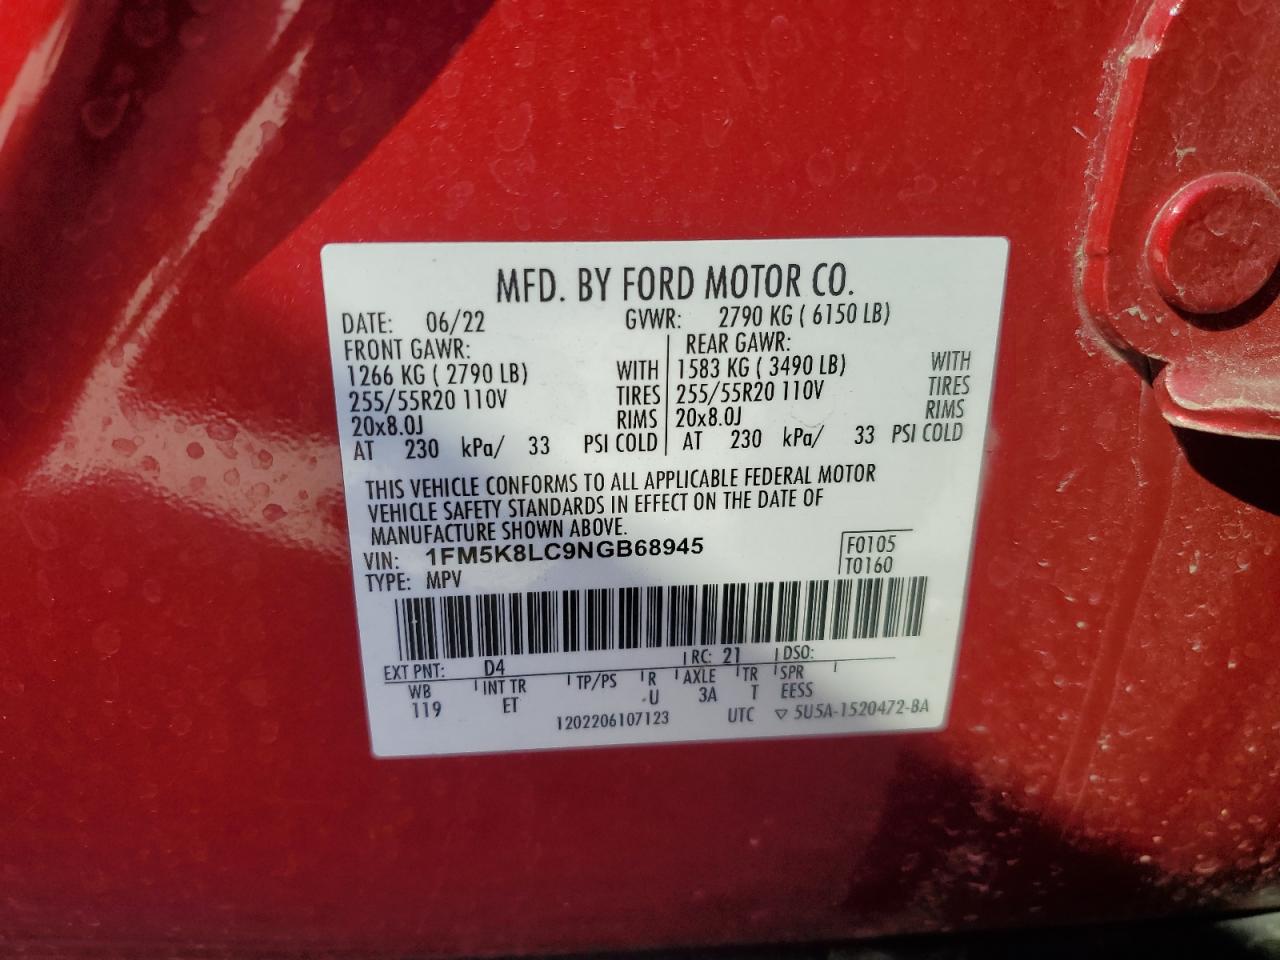 MFD. BY FORD MOTOR CO.
DATE: 06/22 GVWR: 2790 KG ( 6150 LB)
FRONT GAWR: REAR GAWR:
1266 KG ( 2790 LB) WITH 1583 KG ( 3490 LB) WITH
255/55R20 110V TIRES 255/55R20 110V TIRES
20x8.0J RIMS 20x8.0J RIMS
AT 230 kPa/ 33 PSI COLD AT 230 kPa/ 33 PSI COLD
THIS VEHICLE CONFORMS TO ALL APPLICABLE FEDERAL MOTOR
VEHICLE SAFETY STANDARDS IN EFFECT ON THE DATE OF
MANUFACTURE SHOWN ABOVE.
VIN: 1FM5K8LC9NGB68945 F0105
TYPE: MPV T0160
EXT PNT: D4 RC: 21 DSO:
WB INT TR TP/PS R AXLE TR SPR
119 ET U 3A T EESS
1202206107123 UTC ▽ 5U5A-1520472-BA